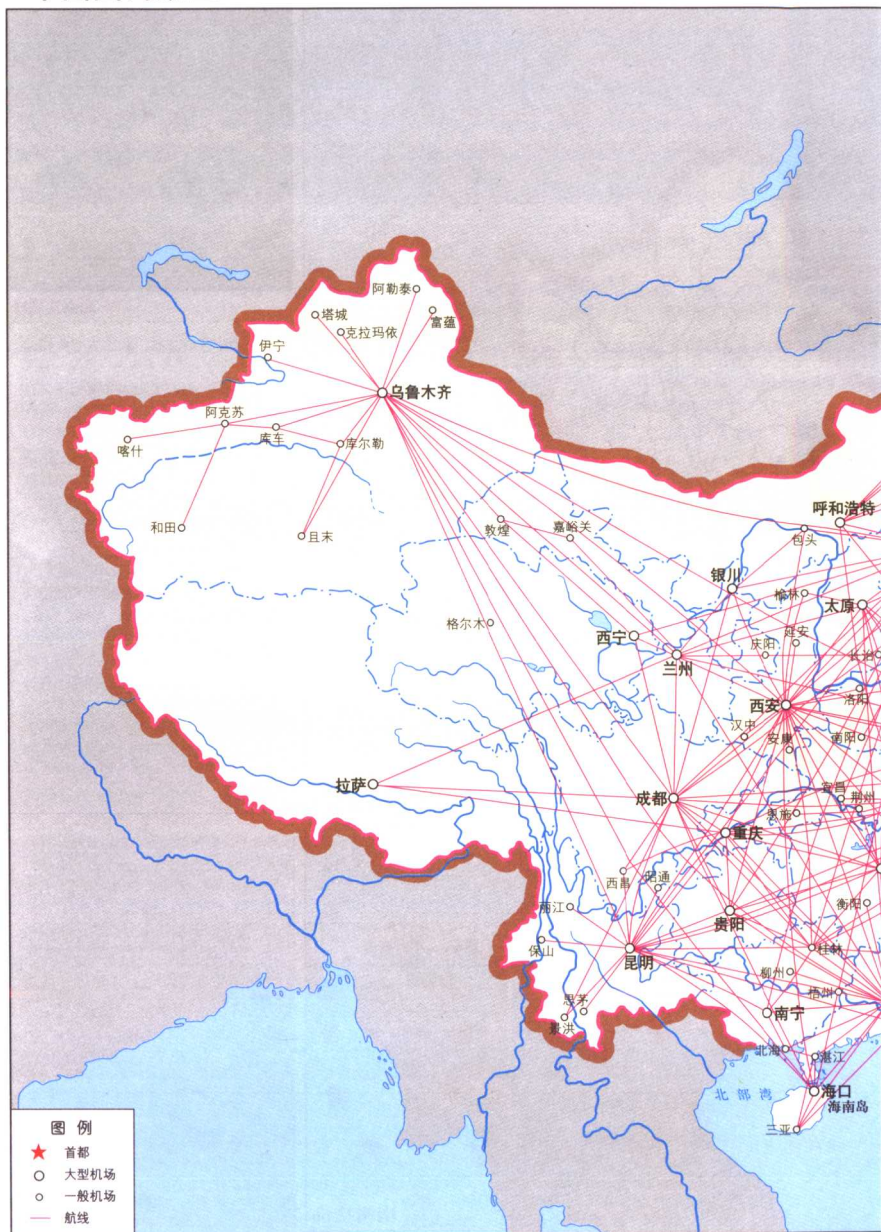 阿勒泰
塔城
富蕴
克拉玛依
伊宁
乌鲁木齐
阿克苏
库车
库尔勒
喀什
呼和浩特
和田
敦煌
嘉峪关
包头
且末
银川
榆林
太原
格尔木
西宁
延安
庆阳
兰州
长治
洛阳
西安
汉中
安康
南阳
拉萨
成都
宜昌
荆州
恩施
重庆
西昌
昭通
丽江
贵阳
衡阳
保山
昆明
桂林
柳州
梧州
思茅
景洪
南宁
北海
湛江
北部湾
海口
海南岛
三亚
图例
首都
大型机场
一般机场
航线